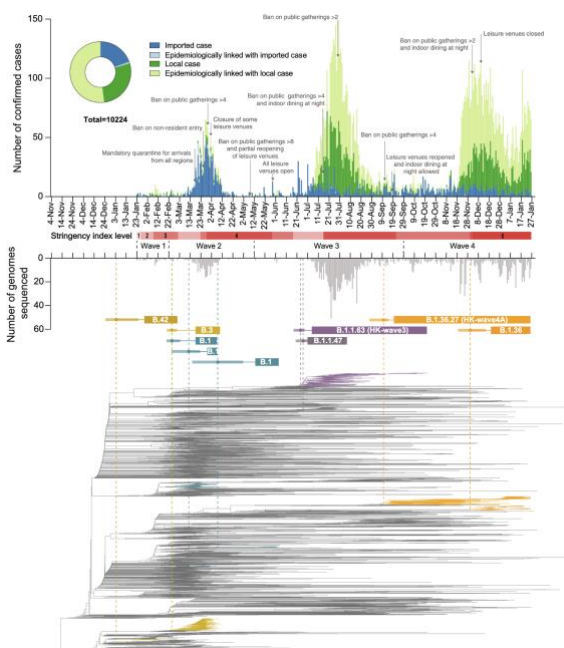 Ban on public gatherings >2
Leisure venues closed
Ban on public gatherings >2
and indoor dining at night
Imported case
Epidemiologically linked with imported case
Local case
Epidemiologically linked with local case
Total=10224
Ban on public gatherings >4
Ban on public gatherings >4
and indoor dining at night
Closure of some
leisure venues
Ban on non-resident entry
Ban on public gatherings >8
and partial reopening
of leisure venues
Ban on public gatherings >4
Mandatory quarantine for arrivals
from all regions
All leisure
venues open
Leisure venues reopened
and indoor dining at
night allowed
Number of confirmed cases
150
100
50
0
4-Nov
14-Nov
24-Nov
4-Dec
14-Dec
24-Dec
3-Jan
13-Jan
23-Jan
2-Feb
12-Feb
22-Feb
3-Mar
13-Mar
23-Mar
2-Apr
12-Apr
22-Apr
2-May
12-May
22-May
1-Jun
11-Jun
21-Jun
1-Jul
11-Jul
21-Jul
31-Jul
10-Aug
20-Aug
30-Aug
9-Sep
19-Sep
29-Sep
9-Oct
19-Oct
29-Oct
8-Nov
18-Nov
28-Nov
8-Dec
18-Dec
28-Dec
7-Jan
17-Jan
27-Jan
Stringency index level
1 2 3 4
Wave 1 Wave 2 Wave 3 Wave 4
Number of genomes
sequenced
0
20
40
60
B.42
B.1.36.27 (HK-wave4A)
B.3
B.1.1.63 (HK-wave3)
B.1.36
B.1
B.1.1.47
B.1
B.1